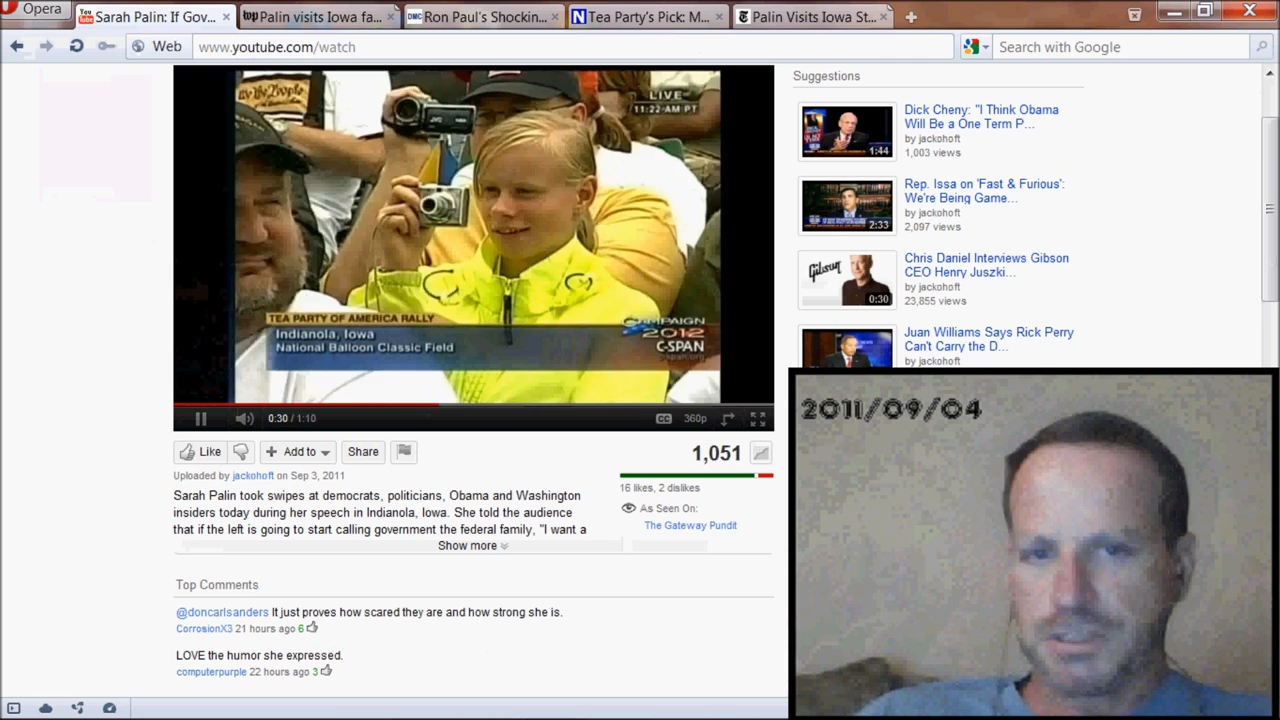 Opera
Sarah Palin: If Gov...
Palin visits Iowa fa...
Ron Paul's Shockin...
Tea Party's Pick: M...
Palin Visits Iowa St...
Web
www.youtube.com/watch
Search with Google
We the People
JVC
LIVE
11:22 AM PT
TEA PARTY OF AMERICA RALLY
Indianola, Iowa
National Balloon Classic Field
CAMPAIGN
2012
C-SPAN
c-span.org
0:30 / 1:10
CC
360p
Like
Add to
Share
1,051
Uploaded by jackohoft on Sep 3, 2011
16 likes, 2 dislikes
Sarah Palin took swipes at democrats, politicians, Obama and Washington
insiders today during her speech in Indianola, Iowa. She told the audience
that if the left is going to start calling government the federal family, "I want a
Show more
As Seen On:
The Gateway Pundit
Top Comments
@doncarlsanders It just proves how scared they are and how strong she is.
CorrosionX3 21 hours ago 6
LOVE the humor she expressed.
computerpurple 22 hours ago 3
Suggestions
Dick Cheny: "I Think Obama
Will Be a One Term P...
by jackohoft
1,003 views
1:44
Rep. Issa on 'Fast & Furious':
We're Being Game...
by jackohoft
2,097 views
2:33
Chris Daniel Interviews Gibson
CEO Henry Juszki...
by jackohoft
23,855 views
Gibson
0:30
Juan Williams Says Rick Perry
Can't Carry the D...
by jackohoft
2011/09/04